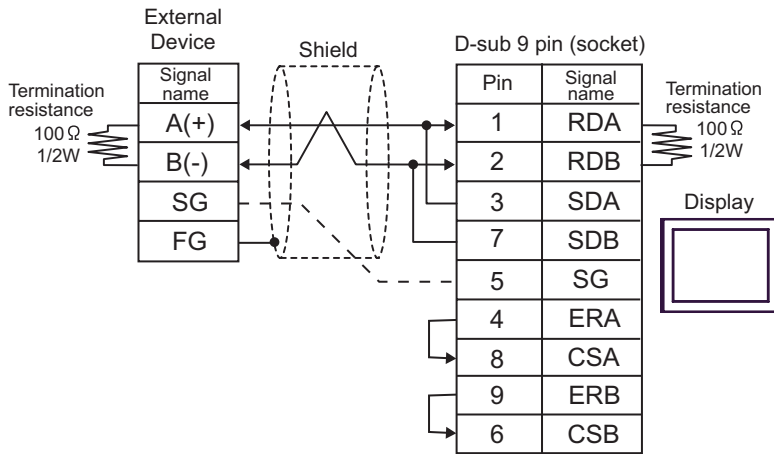 External
Device
Shield
D-sub 9 pin (socket)
Termination
resistance
100Ω
1/2W
Signal
name
A(+)
B(-)
SG
FG
Pin
Signal
name
1
RDA
2
RDB
3
SDA
7
SDB
5
SG
4
ERA
8
CSA
9
ERB
6
CSB
Termination
resistance
100Ω
1/2W
Display